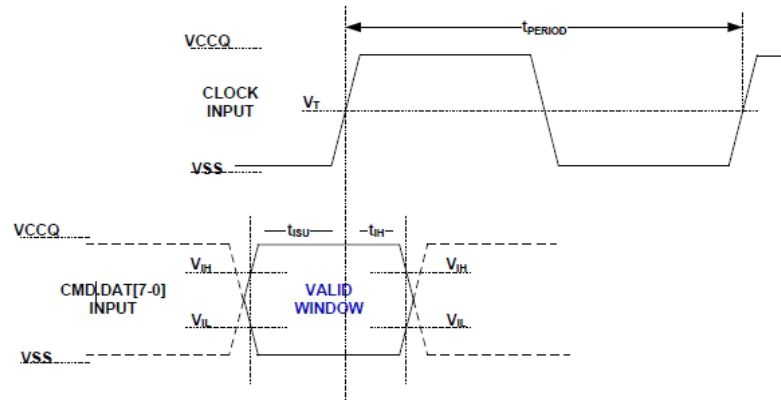 tPERIOD
VCCQ
CLOCK
INPUT
VT
VSS
VCCQ
tISU
tIH
VIH
VIH
CMD.DAT[7-0]
INPUT
VALID
WINDOW
VIL
VIL
VSS